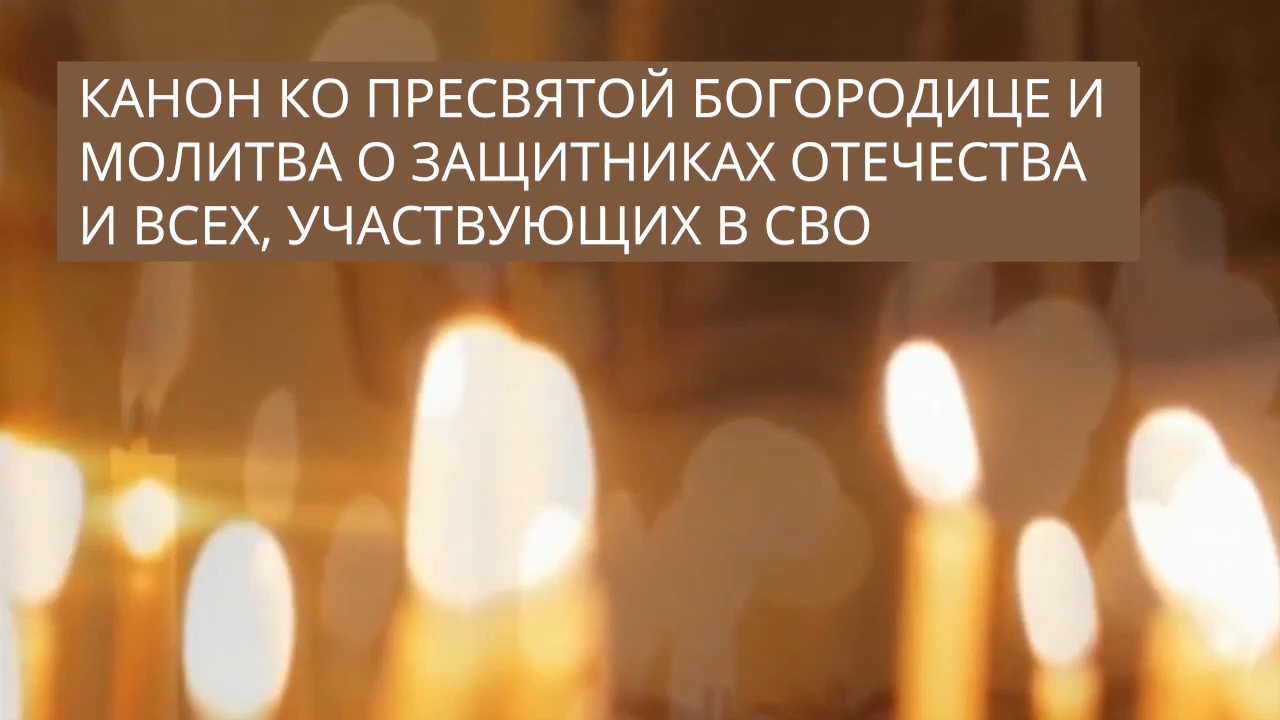 КАНОН КО ПРЕСВЯТОЙ БОГОРОДИЦЕ И
МОЛИТВА О ЗАЩИТНИКАХ ОТЕЧЕСТВА
И ВСЕХ, УЧАСТВУЮЩИХ В СВО